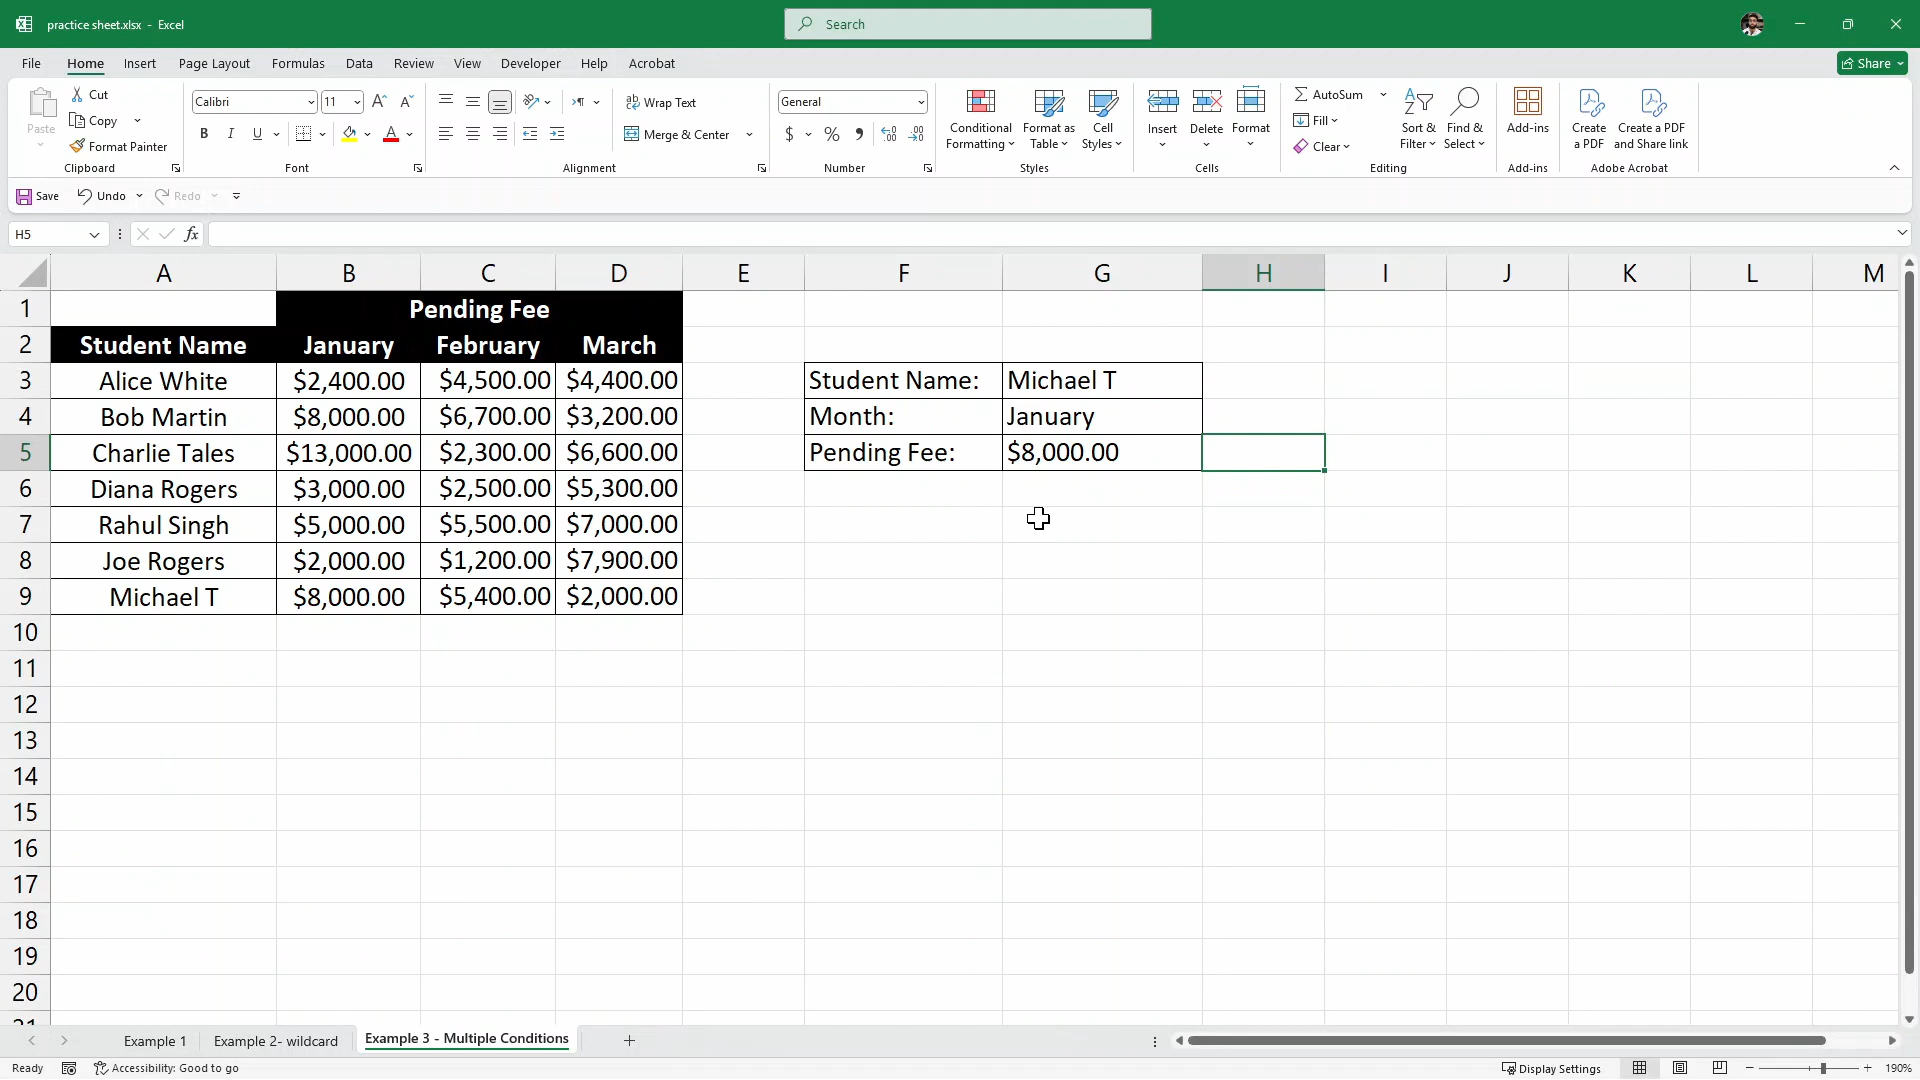 practice sheet.xlsx - Excel
Search
File Home Insert Page Layout Formulas Data Review View Developer Help Acrobat
Share
Paste
Cut
Copy
Format Painter
Clipboard
Calibri 11
B I U
Font
Wrap Text
Merge & Center
Alignment
General
$ % ,
Number
Conditional Formatting
Format as Table
Cell Styles
Styles
Insert
Delete
Format
Cells
AutoSum
Fill
Clear
Sort & Filter
Find & Select
Editing
Add-ins
Add-ins
Create a PDF
Create a PDF and Share link
Adobe Acrobat
Save Undo Redo
H5 fx
A B C D E F G H I J K L M
1 Pending Fee
2 Student Name January February March
3 Alice White $2,400.00 $4,500.00 $4,400.00 Student Name: Michael T
4 Bob Martin $8,000.00 $6,700.00 $3,200.00 Month: January
5 Charlie Tales $13,000.00 $2,300.00 $6,600.00 Pending Fee: $8,000.00
6 Diana Rogers $3,000.00 $2,500.00 $5,300.00
7 Rahul Singh $5,000.00 $5,500.00 $7,000.00
8 Joe Rogers $2,000.00 $1,200.00 $7,900.00
9 Michael T $8,000.00 $5,400.00 $2,000.00
10
11
12
13
14
15
16
17
18
19
20
21
Example 1 Example 2- wildcard Example 3 - Multiple Conditions
Ready Accessibility: Good to go Display Settings 190%